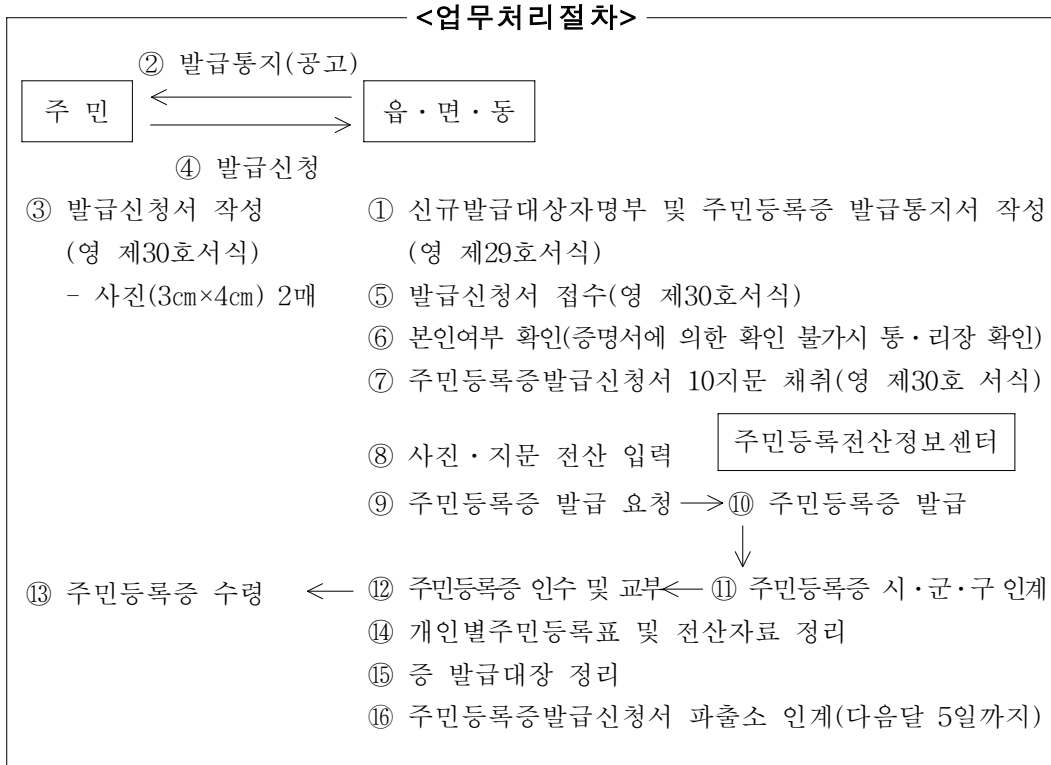 <업무처리절차>
② 발급통지(공고)
주 민
읍・면・동
④ 발급신청
③ 발급신청서 작성
① 신규발급대상자명부 및 주민등록증 발급통지서 작성
(영 제30호서식)
(영 제29호서식)
- 사진(3㎝×4㎝) 2매
⑤ 발급신청서 접수(영 제30호서식)
⑥ 본인여부 확인(증명서에 의한 확인 불가시 통・리장 확인)
⑦ 주민등록증발급신청서 10지문 채취(영 제30호 서식)
주민등록전산정보센터
⑧ 사진・지문 전산 입력
⑨ 주민등록증 발급 요청
⑩ 주민등록증 발급
⑬ 주민등록증 수령
⑫ 주민등록증 인수 및 교부
⑪ 주민등록증 시・군・구 인계
⑭ 개인별주민등록표 및 전산자료 정리
⑮ 증 발급대장 정리
⑯ 주민등록증발급신청서 파출소 인계(다음달 5일까지)